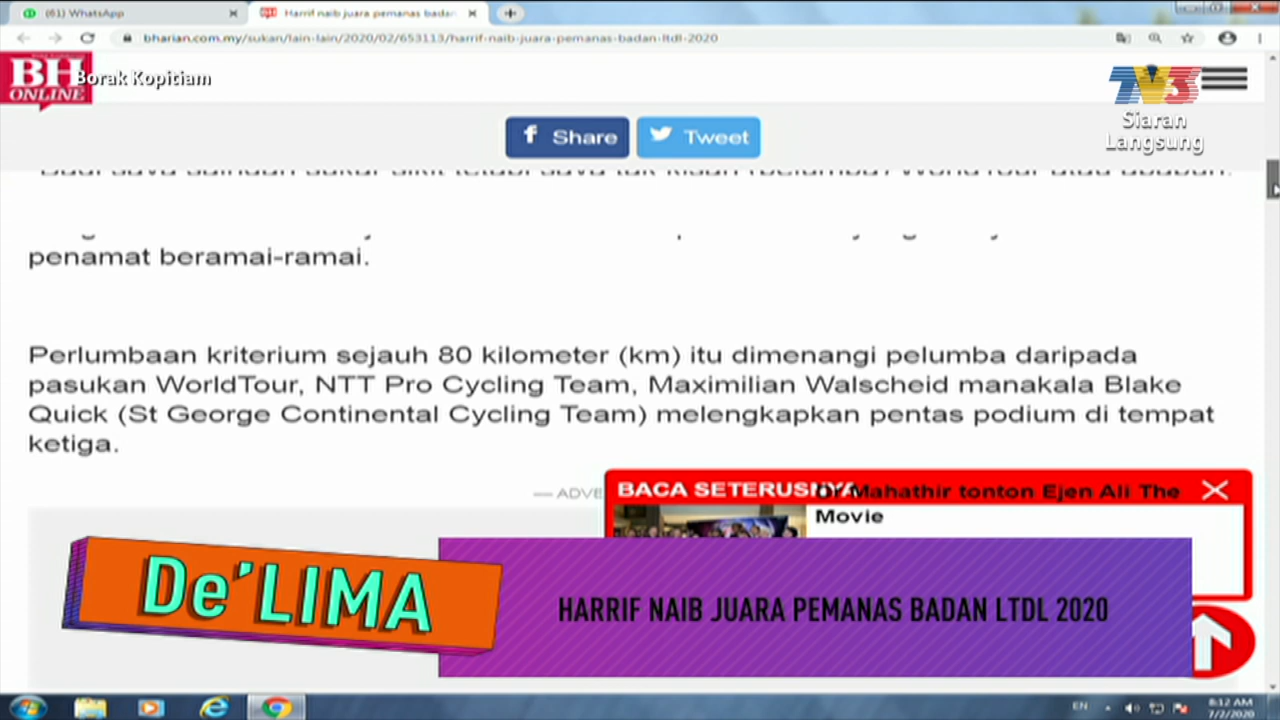 (61) WhatsApp
Harrif naib juara pemanas badan
bharian.com.my/sukan/lain-lain/2020/02/653113/harrif-naib-juara-pemanas-badan-ltdl-2020
BH
ONLINE
Borak Kopitiam
TV3
Siaran
Langsung
Share
Tweet
penamat beramai-ramai.
Perlumbaan kriterium sejauh 80 kilometer (km) itu dimenangi pelumba daripada
pasukan WorldTour, NTT Pro Cycling Team, Maximilian Walscheid manakala Blake
Quick (St George Continental Cycling Team) melengkapkan pentas podium di tempat
ketiga.
— ADVE
BACA SETERUSNYA
Dr Mahathir tonton Ejen Ali The
Movie
De'LIMA
HARRIF NAIB JUARA PEMANAS BADAN LTDL 2020
EN
8:12 AM
7/2/2020